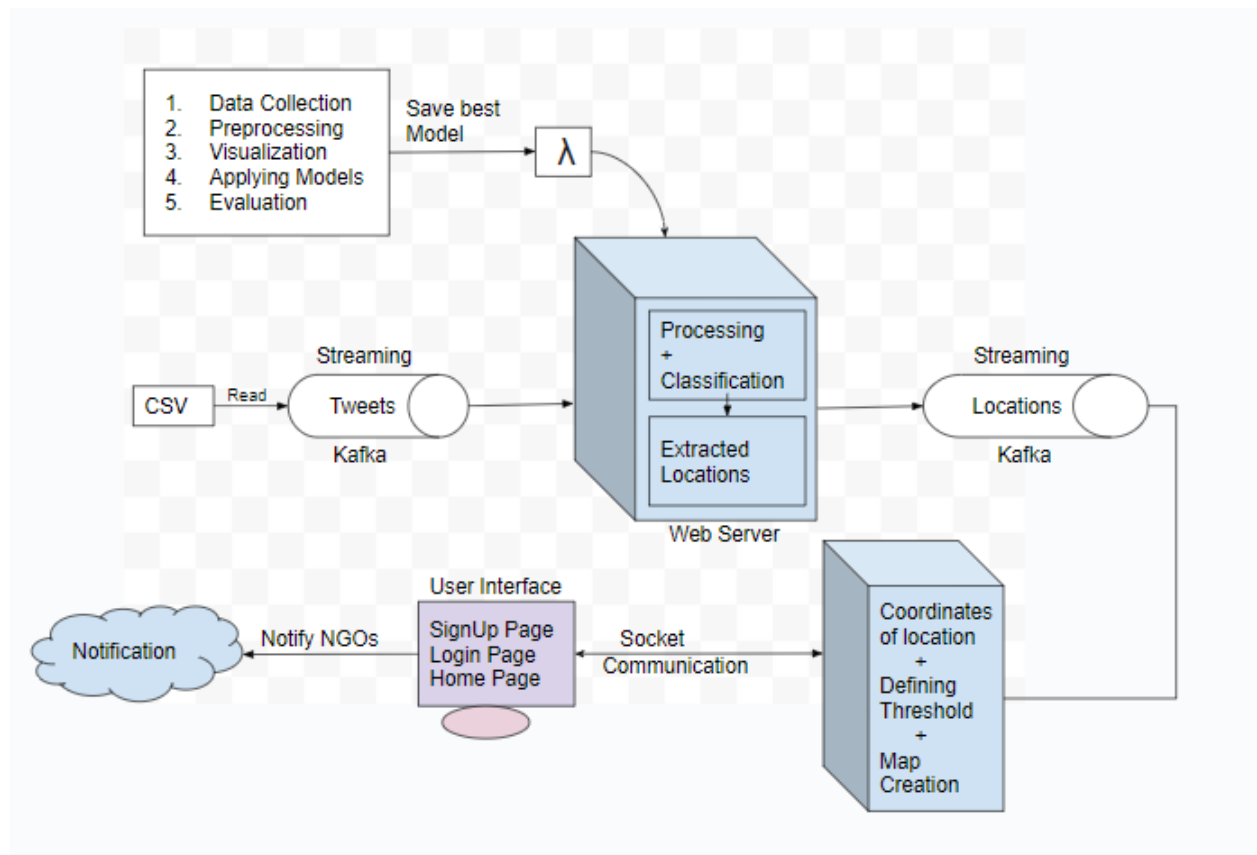 1. Data Collection
2. Preprocessing
3. Visualization
4. Applying Models
5. Evaluation
Save best
Model
λ
Processing
+
Classification
Extracted
Locations
Web Server
CSV
Read
Streaming
Tweets
Kafka
Streaming
Locations
Kafka
Coordinates
of location
+
Defining
Threshold
+
Map
Creation
Socket
Communication
User Interface
SignUp Page
Login Page
Home Page
Notify NGOs
Notification